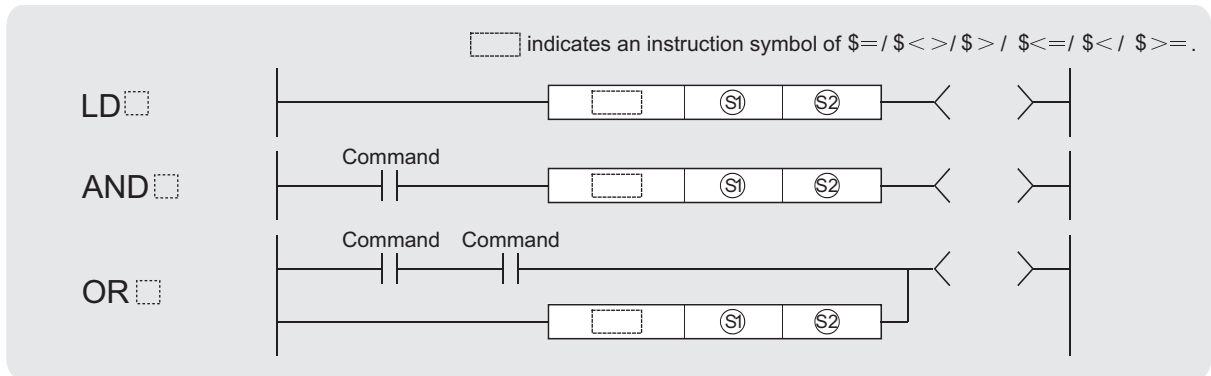 indicates an instruction symbol of $=/ $< >/ $> / $<=/ $< / $>=.
LD
S1 S2
Command
AND
S1 S2
Command Command
OR
S1 S2